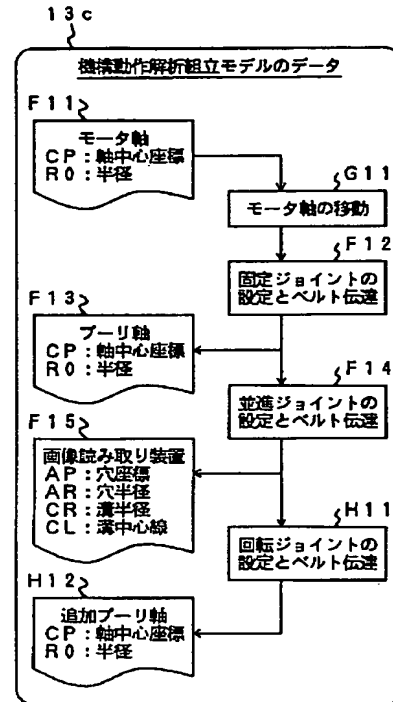 13c
機構動作解析組立モデルのデータ
F11
モータ軸
CP:軸中心座標
R0:半径
G11
モータ軸の移動
F12
固定ジョイントの
設定とベルト伝達
F13
プーリ軸
CP:軸中心座標
R0:半径
F14
並進ジョイントの
設定とベルト伝達
F15
画像読み取り装置
AP:穴座標
AR:穴半径
CR:溝半径
CL:溝中心線
H11
回転ジョイントの
設定とベルト伝達
H12
追加プーリ軸
CP:軸中心座標
R0:半径